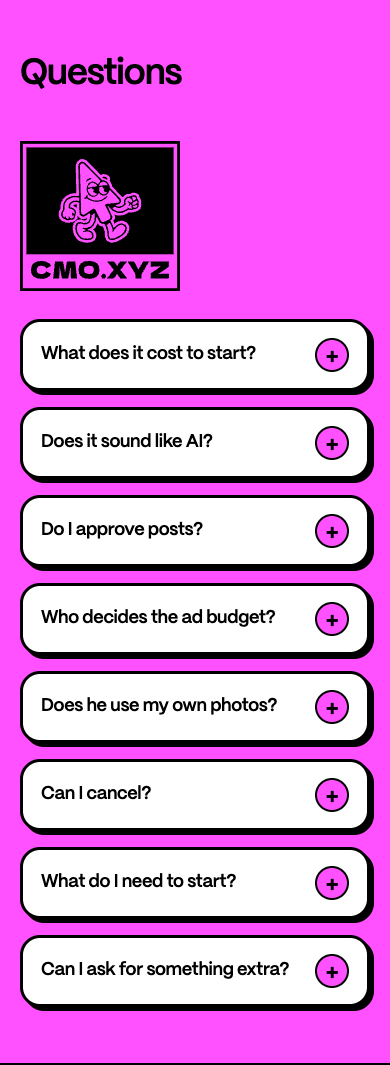 Questions
CMO.XYZ
What does it cost to start?
Does it sound like AI?
Do I approve posts?
Who decides the ad budget?
Does he use my own photos?
Can I cancel?
What do I need to start?
Can I ask for something extra?